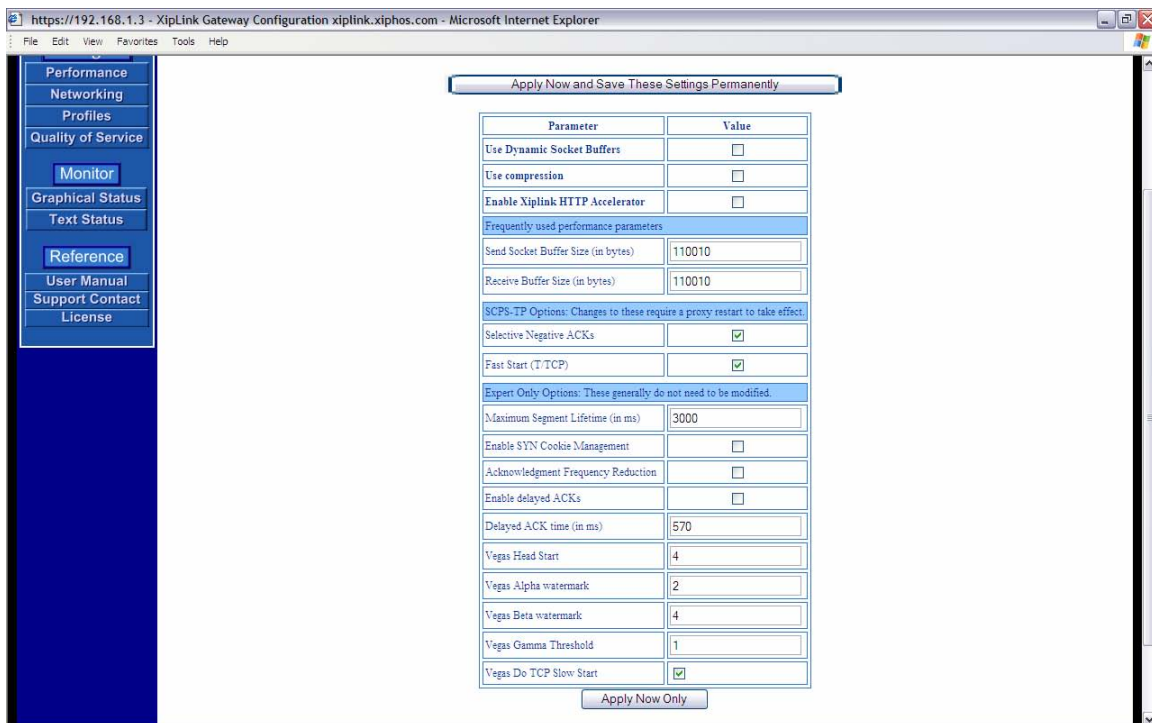 https://192.168.1.3 - XipLink Gateway Configuration xiplink.xiphos.com - Microsoft Internet Explorer
File Edit View Favorites Tools Help
Performance
Networking
Profiles
Quality of Service
Monitor
Graphical Status
Text Status
Reference
User Manual
Support Contact
License
Apply Now and Save These Settings Permanently
Parameter Value
Use Dynamic Socket Buffers
Use compression
Enable Xiplink HTTP Accelerator
Frequently used performance parameters
Send Socket Buffer Size (in bytes) 110010
Receive Buffer Size (in bytes) 110010
SCPS-TP Options: Changes to these require a proxy restart to take effect.
Selective Negative ACKs
Fast Start (T/TCP)
Expert Only Options: These generally do not need to be modified.
Maximum Segment Lifetime (in ms) 3000
Enable SYN Cookie Management
Acknowledgment Frequency Reduction
Enable delayed ACKs
Delayed ACK time (in ms) 570
Vegas Head Start 4
Vegas Alpha watermark 2
Vegas Beta watermark 4
Vegas Gamma Threshold 1
Vegas Do TCP Slow Start
Apply Now Only